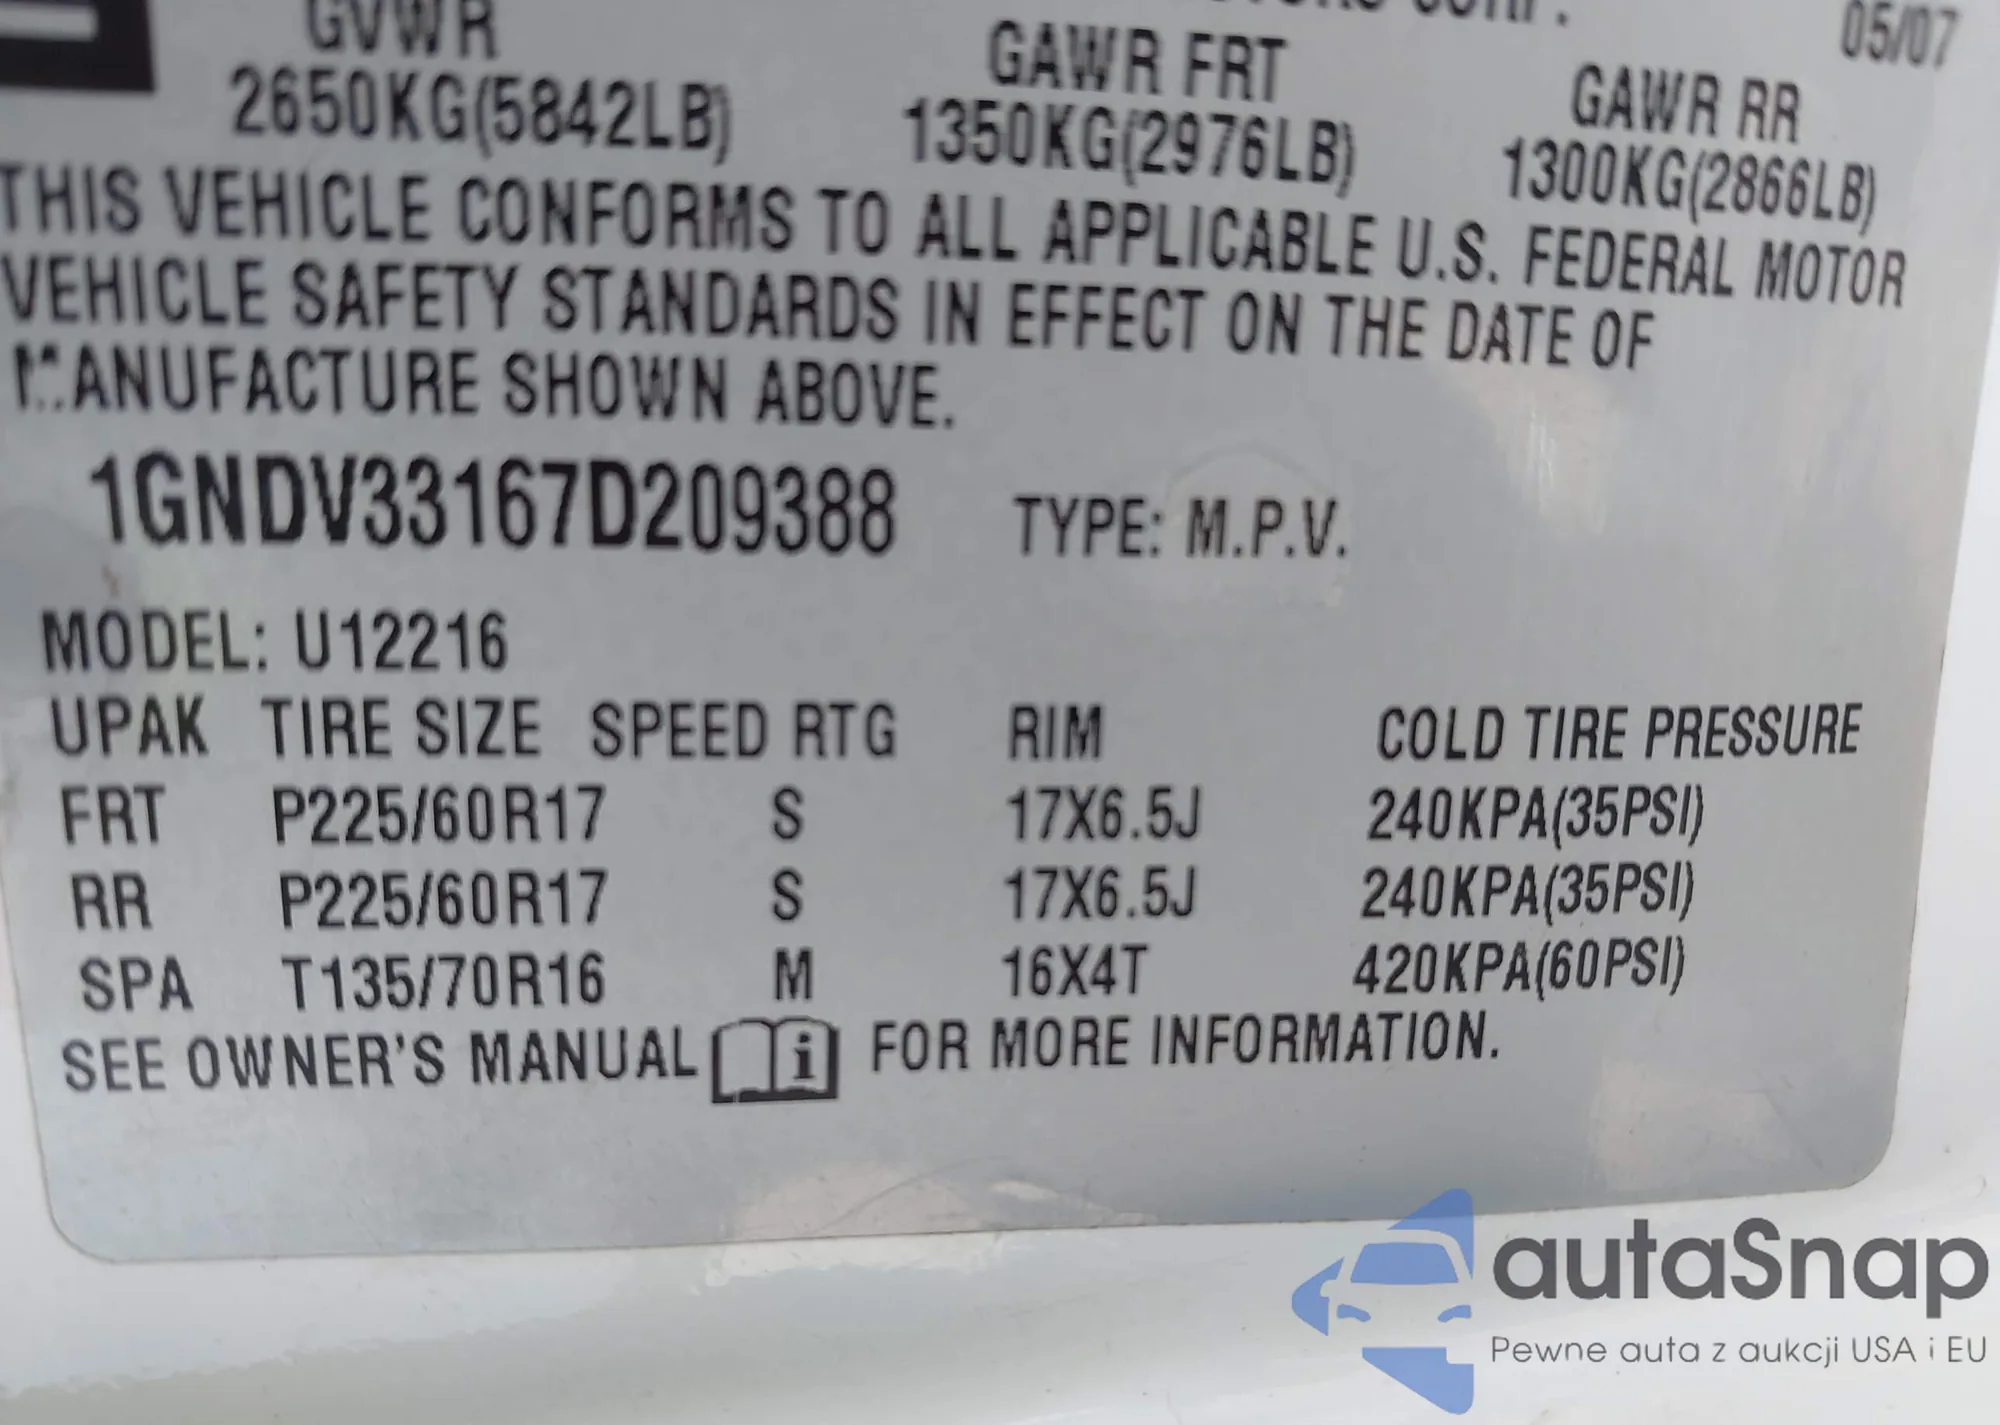 05/07
GVWR GAWR FRT GAWR RR
2650KG(5842LB) 1350KG(2976LB) 1300KG(2866LB)
THIS VEHICLE CONFORMS TO ALL APPLICABLE U.S. FEDERAL MOTOR
VEHICLE SAFETY STANDARDS IN EFFECT ON THE DATE OF
MANUFACTURE SHOWN ABOVE.
1GNDV33167D209388 TYPE: M.P.V.
MODEL: U12216
UPAK TIRE SIZE SPEED RTG RIM COLD TIRE PRESSURE
FRT P225/60R17 S 17X6.5J 240KPA(35PSI)
RR P225/60R17 S 17X6.5J 240KPA(35PSI)
SPA T135/70R16 M 16X4T 420KPA(60PSI)
SEE OWNER'S MANUAL i FOR MORE INFORMATION.
autaSnap
Pewne auta z aukcji USA i EU